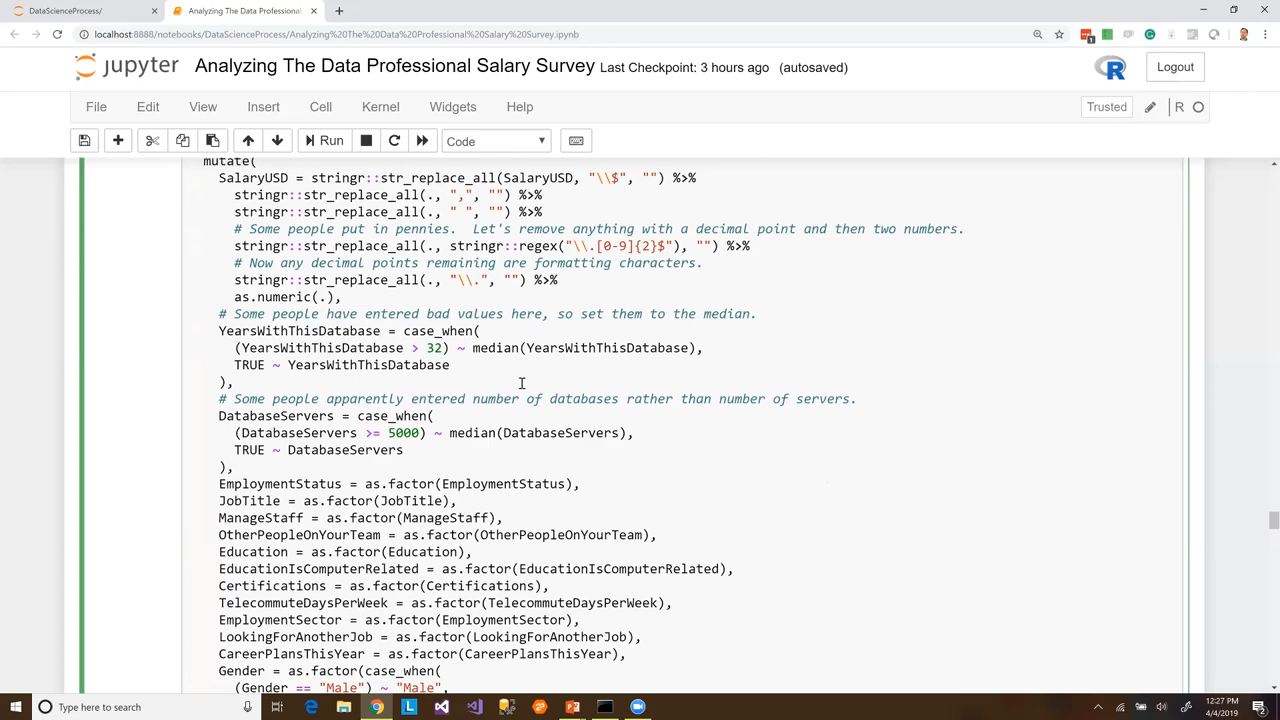 DataScienceProcess/
Analyzing The Data Professional
localhost:8888/notebooks/DataScienceProcess/Analyzing%20The%20Data%20Professional%20Salary%20Survey.ipynb
jupyter Analyzing The Data Professional Salary Survey Last Checkpoint: 3 hours ago (autosaved)
R
Logout
File Edit View Insert Cell Kernel Widgets Help
Trusted R
Run Code
mutate(
SalaryUSD = stringr::str_replace_all(SalaryUSD, "\\$", "") %>%
stringr::str_replace_all(., ",", "") %>%
stringr::str_replace_all(., " ", "") %>%
# Some people put in pennies.  Let's remove anything with a decimal point and then two numbers.
stringr::str_replace_all(., stringr::regex("\\.[0-9]{2}$"), "") %>%
# Now any decimal points remaining are formatting characters.
stringr::str_replace_all(., "\\.", "") %>%
as.numeric(.),
# Some people have entered bad values here, so set them to the median.
YearsWithThisDatabase = case_when(
(YearsWithThisDatabase > 32) ~ median(YearsWithThisDatabase),
TRUE ~ YearsWithThisDatabase
),
# Some people apparently entered number of databases rather than number of servers.
DatabaseServers = case_when(
(DatabaseServers >= 5000) ~ median(DatabaseServers),
TRUE ~ DatabaseServers
),
EmploymentStatus = as.factor(EmploymentStatus),
JobTitle = as.factor(JobTitle),
ManageStaff = as.factor(ManageStaff),
OtherPeopleOnYourTeam = as.factor(OtherPeopleOnYourTeam),
Education = as.factor(Education),
EducationIsComputerRelated = as.factor(EducationIsComputerRelated),
Certifications = as.factor(Certifications),
TelecommuteDaysPerWeek = as.factor(TelecommuteDaysPerWeek),
EmploymentSector = as.factor(EmploymentSector),
LookingForAnotherJob = as.factor(LookingForAnotherJob),
CareerPlansThisYear = as.factor(CareerPlansThisYear),
Gender = as.factor(case_when(
(Gender == "Male") ~ "Male",
Type here to search
12:27 PM
4/4/2019